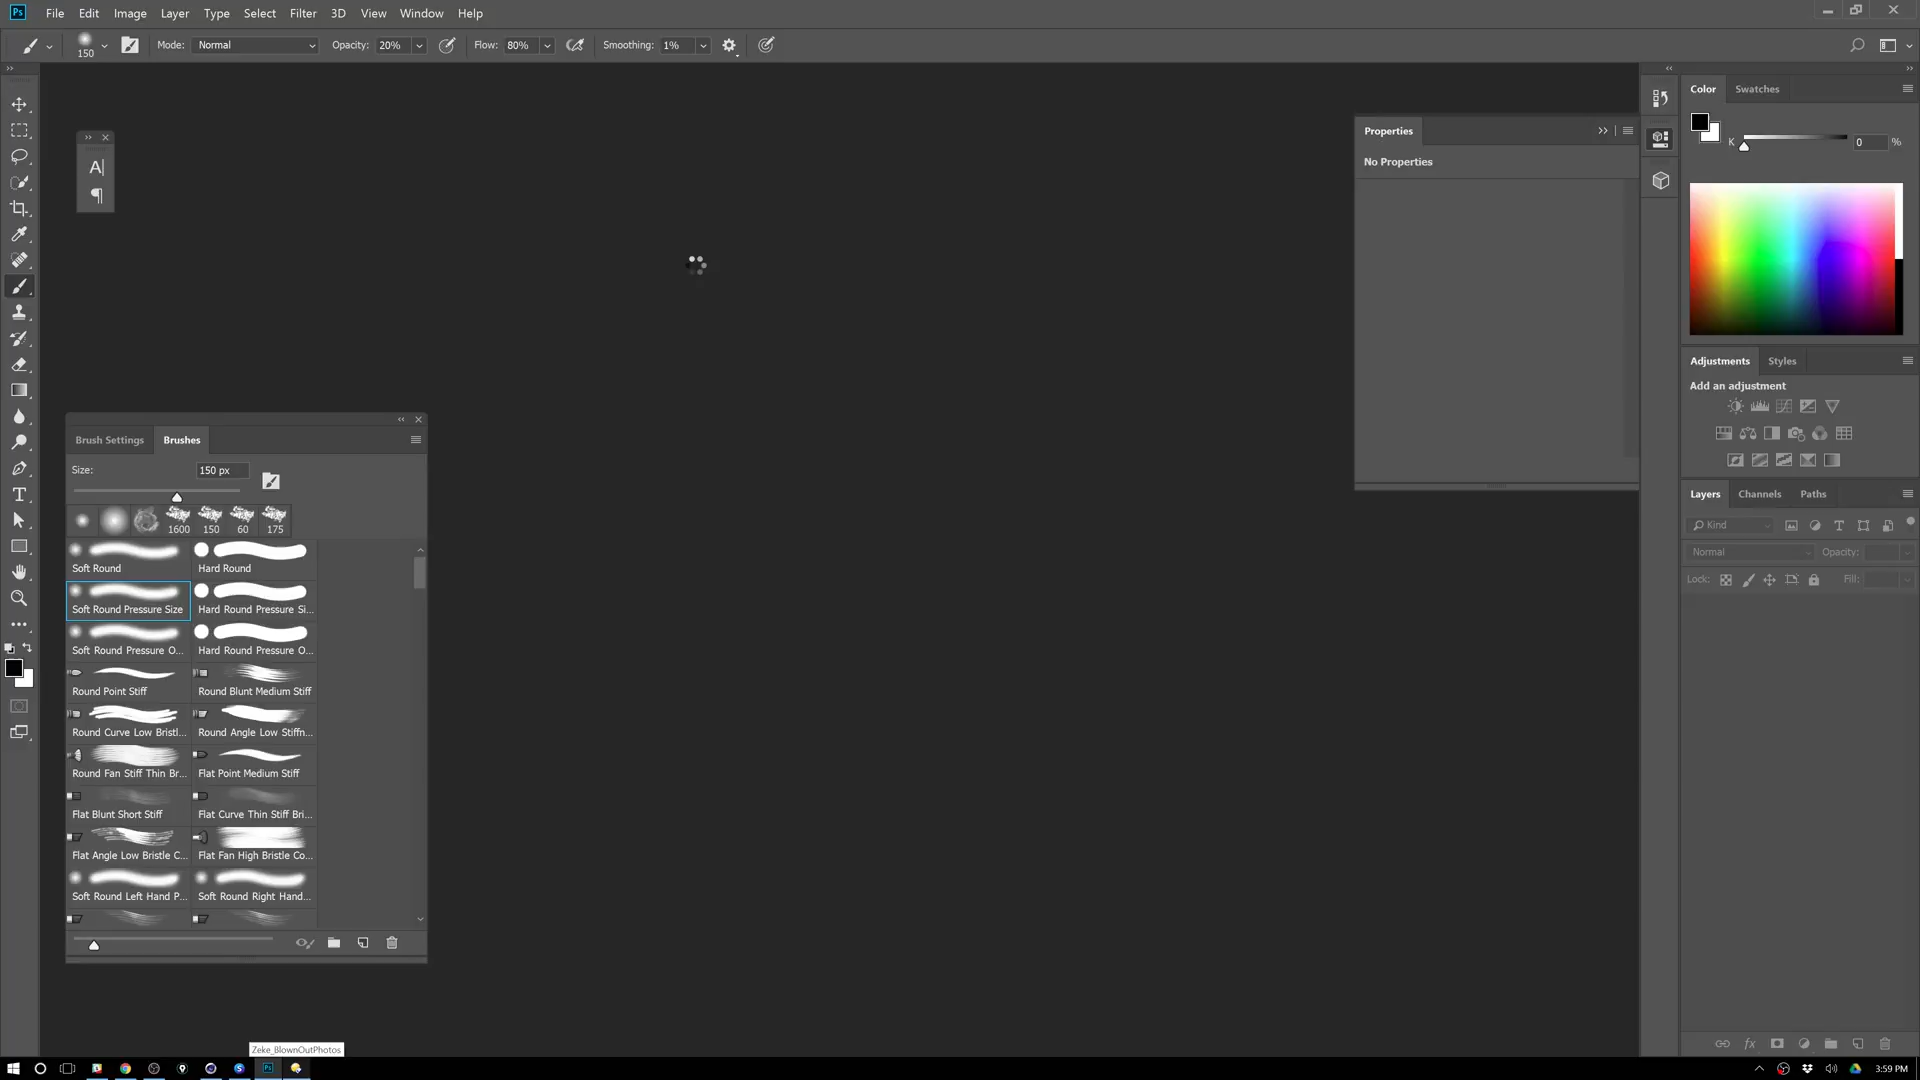 Ps File Edit Image Layer Type Select Filter 3D View Window Help
150 Mode: Normal Opacity: 20% Flow: 80% Smoothing: 1%
A|
¶
Properties
No Properties
Color Swatches
K 0 %
Adjustments Styles
Add an adjustment
Layers Channels Paths
Kind
Normal Opacity:
Lock: Fill:
Brush Settings Brushes
Size: 150 px
1600 150 60 175
Soft Round Hard Round
Soft Round Pressure Size Hard Round Pressure Si...
Soft Round Pressure O... Hard Round Pressure O...
Round Point Stiff Round Blunt Medium Stiff
Round Curve Low Bristl... Round Angle Low Stiffn...
Round Fan Stiff Thin Br... Flat Point Medium Stiff
Flat Blunt Short Stiff Flat Curve Thin Stiff Bri...
Flat Angle Low Bristle C... Flat Fan High Bristle Co...
Soft Round Left Hand P... Soft Round Right Hand...
fx
Zeke_BlownOutPhotos
Ps 3:59 PM